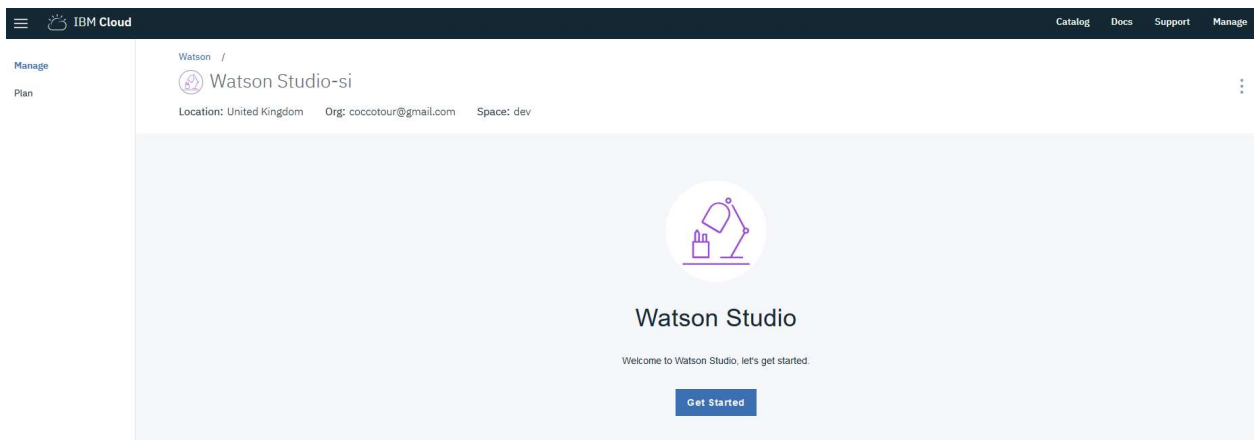 IBM Cloud
Catalog Docs Support Manage
Manage
Plan
Watson /
Watson Studio-si
Location: United Kingdom Org: coccotour@gmail.com Space: dev
Watson Studio
Welcome to Watson Studio, let's get started.
Get Started